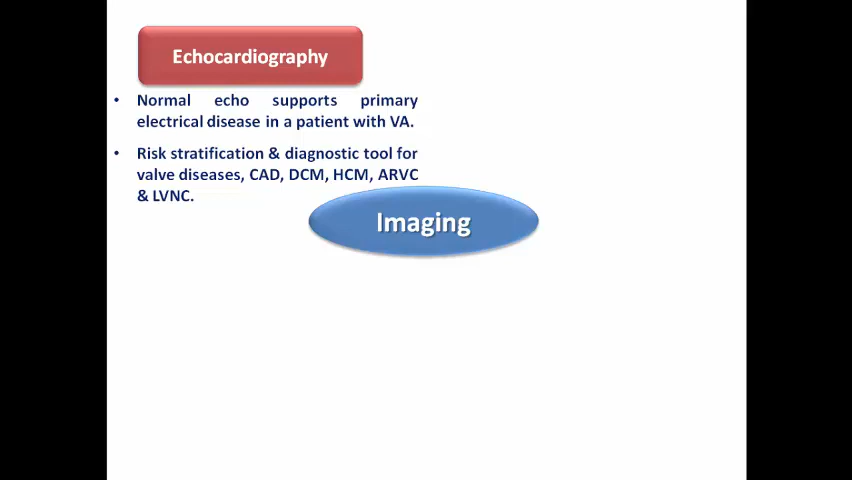 Echocardiography
• Normal echo supports primary
electrical disease in a patient with VA.
• Risk stratification & diagnostic tool for
valve diseases, CAD, DCM, HCM, ARVC
& LVNC.
Imaging